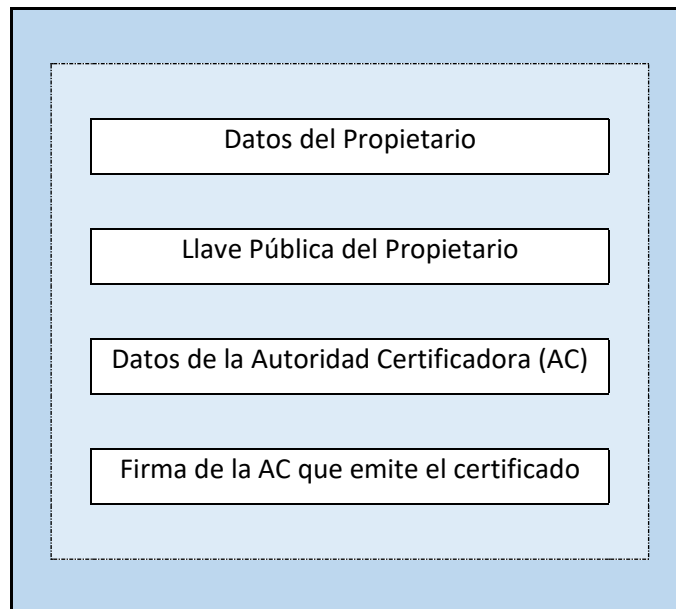 Datos del Propietario
Llave Pública del Propietario
Datos de la Autoridad Certificadora (AC)
Firma de la AC que emite el certificado